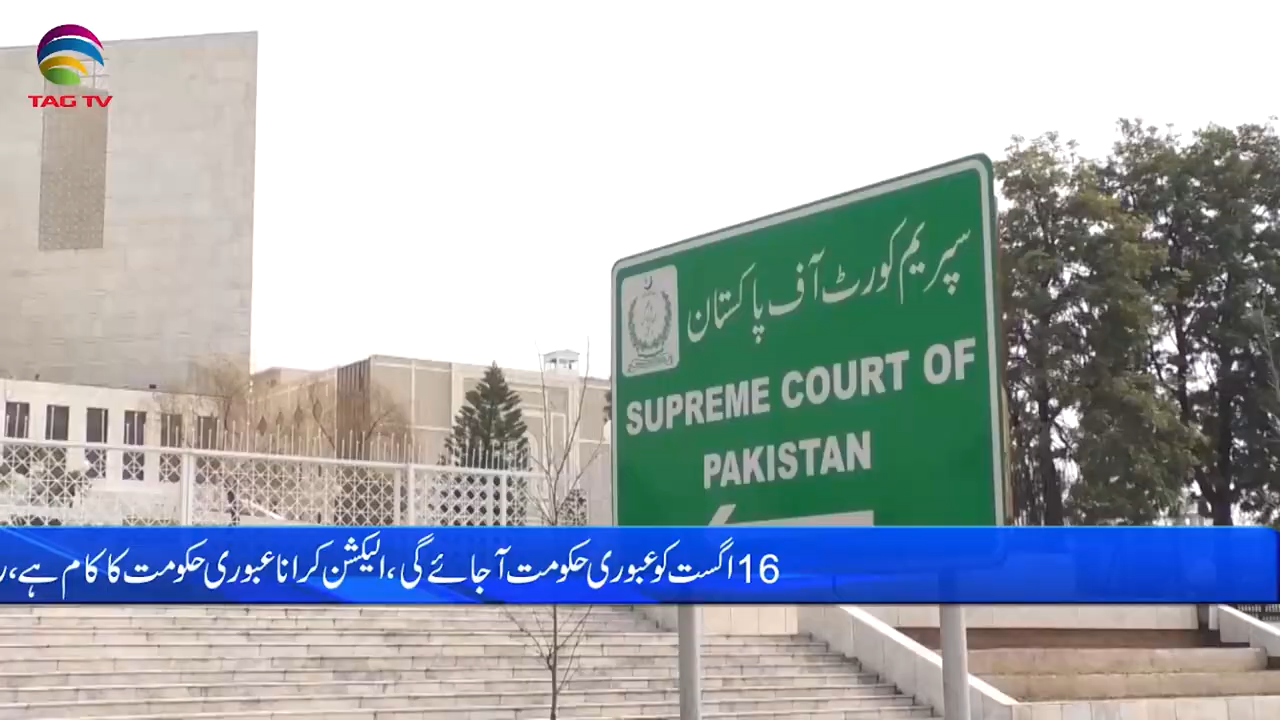 TAG TV
سپریم کورٹ آف پاکستان
SUPREME COURT OF
PAKISTAN
16 اگست کو عبوری حکومت آ جائے گی، الیکشن کرانا عبوری حکومت کا کام ہے،